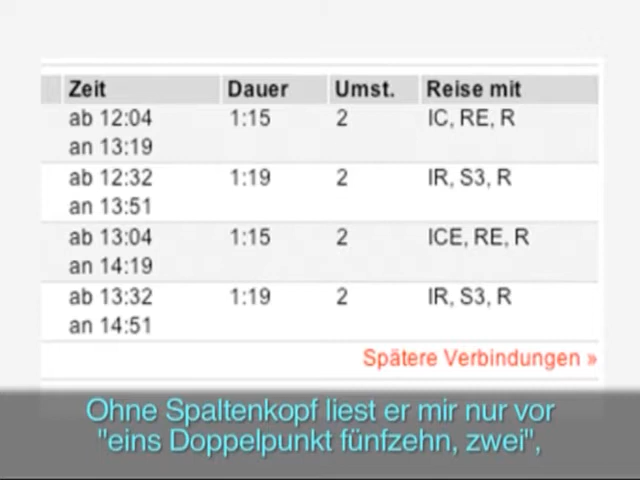 Zeit Dauer Umst. Reise mit
ab 12:04 1:15 2 IC, RE, R
an 13:19
ab 12:32 1:19 2 IR, S3, R
an 13:51
ab 13:04 1:15 2 ICE, RE, R
an 14:19
ab 13:32 1:19 2 IR, S3, R
an 14:51
Spätere Verbindungen »
Ohne Spaltenkopf liest er mir nur vor
"eins Doppelpunkt fünfzehn, zwei",